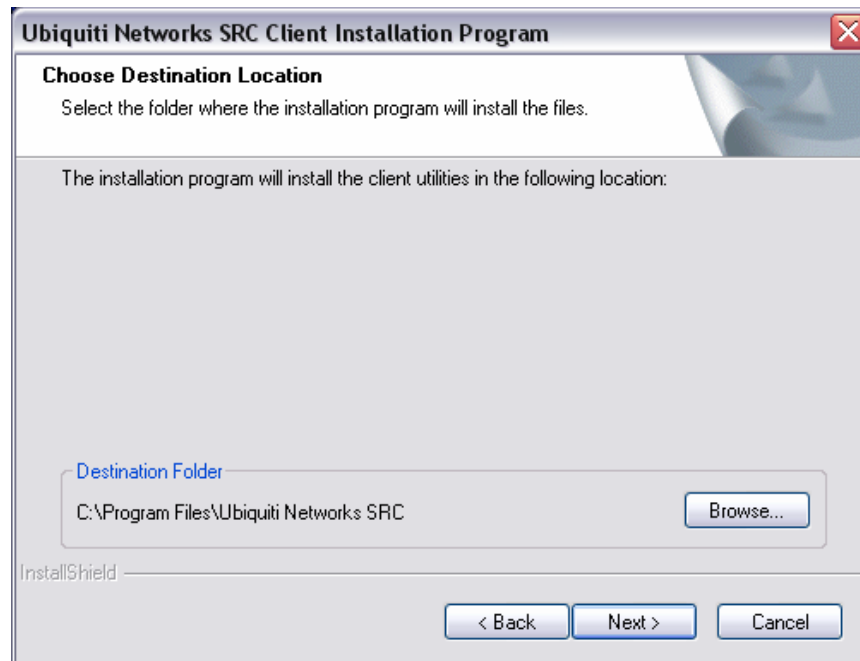 Ubiquiti Networks SRC Client Installation Program
Choose Destination Location
Select the folder where the installation program will install the files.
The installation program will install the client utilities in the following location:
Destination Folder
C:\Program Files\Ubiquiti Networks SRC
Browse...
InstallShield
< Back
Next >
Cancel